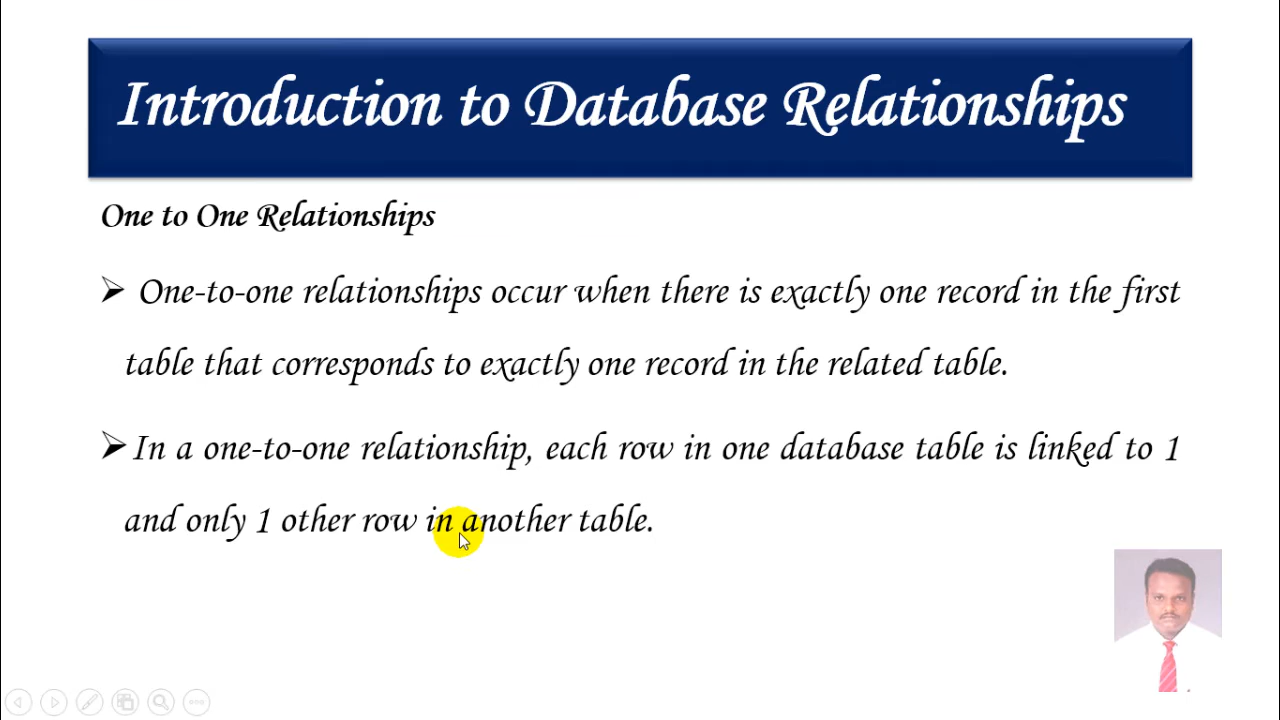 Introduction to Database Relationships
One to One Relationships
One-to-one relationships occur when there is exactly one record in the first
table that corresponds to exactly one record in the related table.
In a one-to-one relationship, each row in one database table is linked to 1
and only 1 other row in another table.